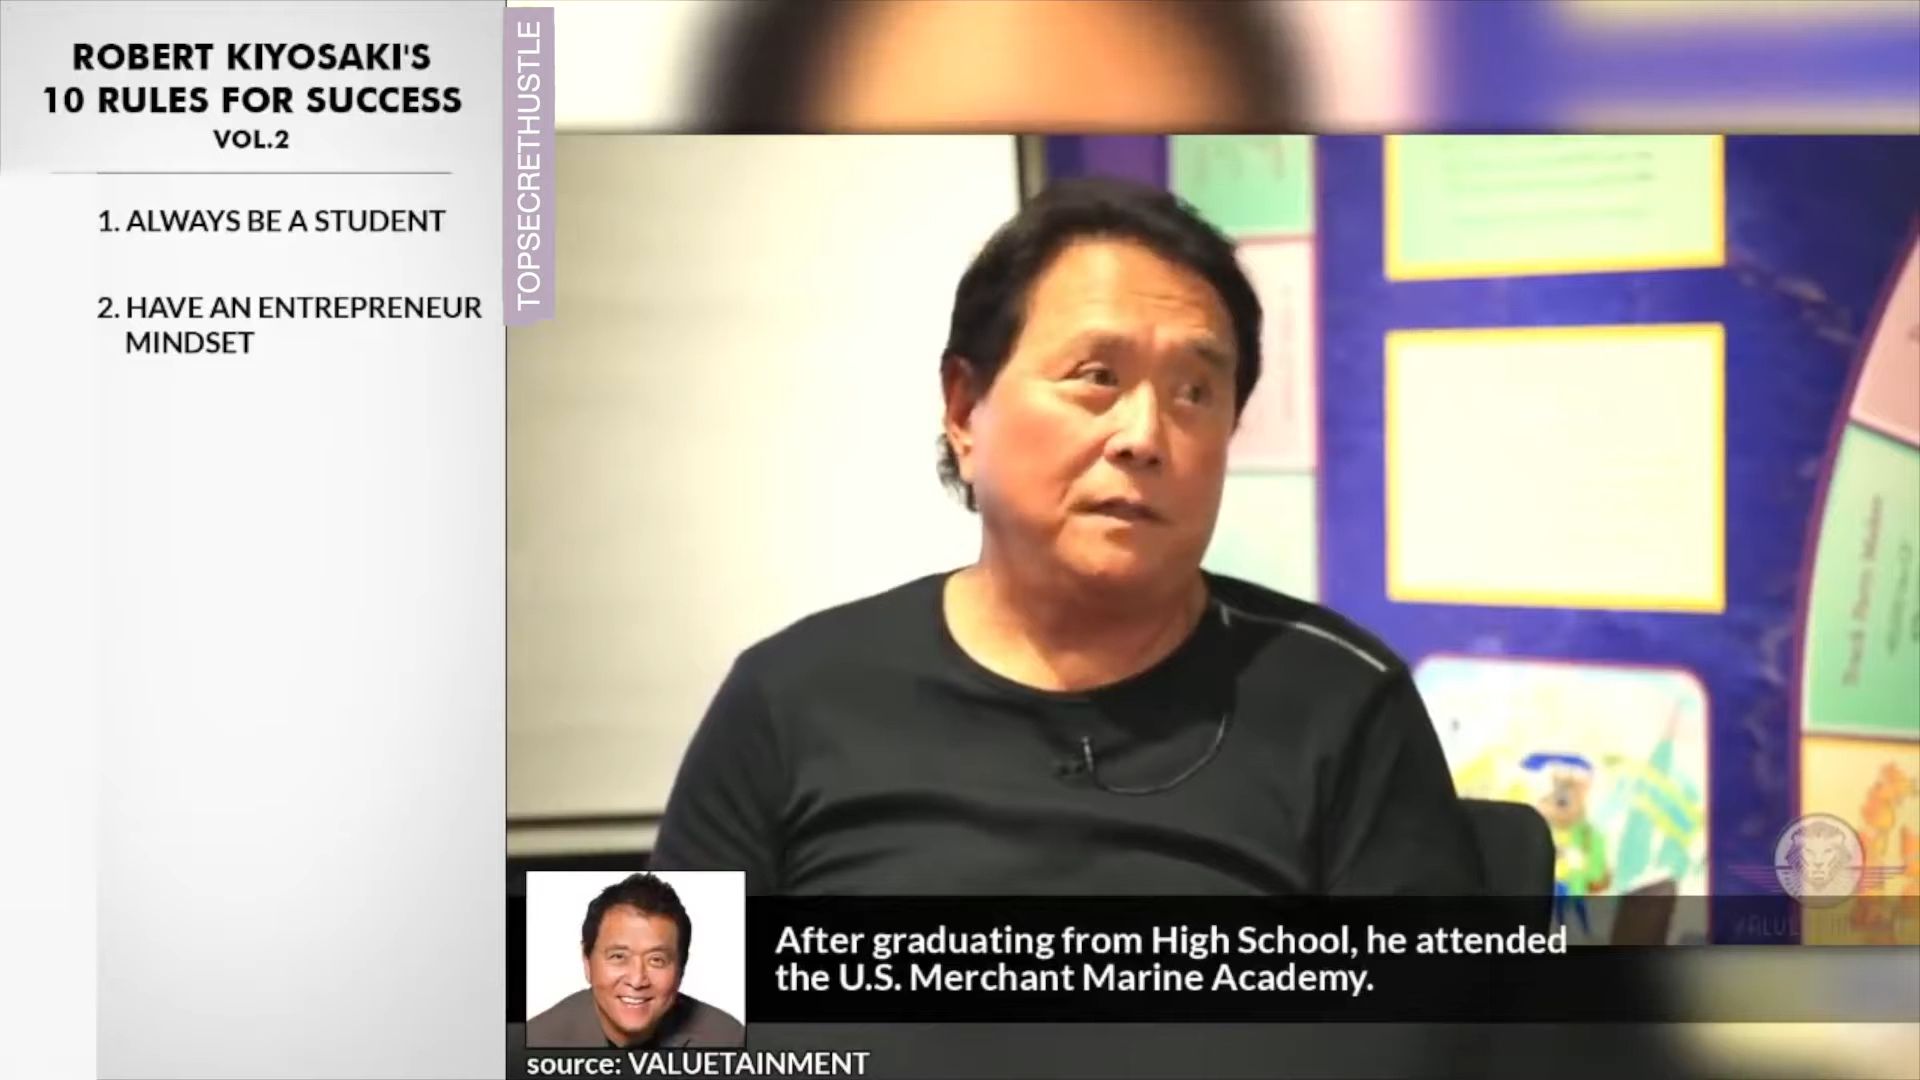 ROBERT KIYOSAKI'S
10 RULES FOR SUCCESS
VOL.2
1. ALWAYS BE A STUDENT
2. HAVE AN ENTREPRENEUR
MINDSET
TOPSECRETHUSTLE
After graduating from High School, he attended
the U.S. Merchant Marine Academy.
source: VALUETAINMENT